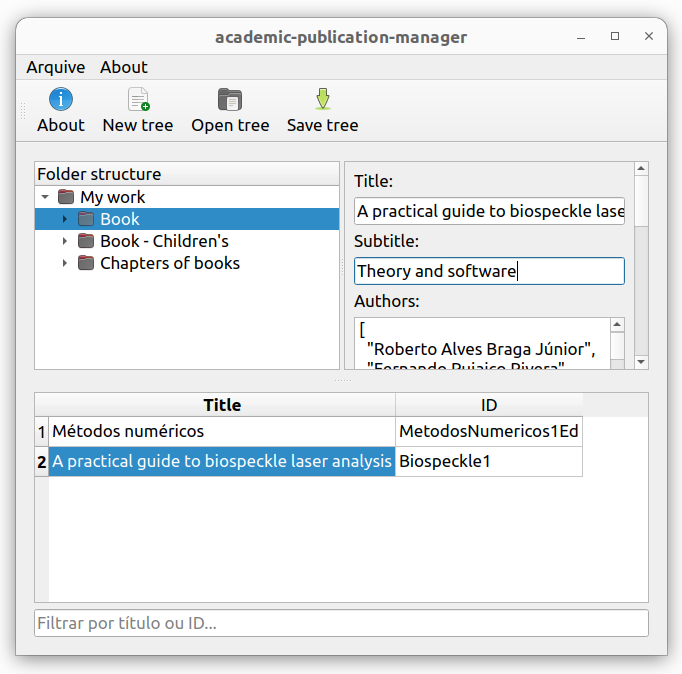 academic-publication-manager
Arquive About
About New tree Open tree Save tree
Folder structure
My work
Book
Book - Children's
Chapters of books
Title:
A practical guide to biospeckle lase
Subtitle:
Theory and software
Authors:
[
"Roberto Alves Braga Júnior",
"Fernando Pujaico Rivera"
Title ID
1 Métodos numéricos MetodosNumericos1Ed
2 A practical guide to biospeckle laser analysis Biospeckle1
Filtrar por título ou ID...